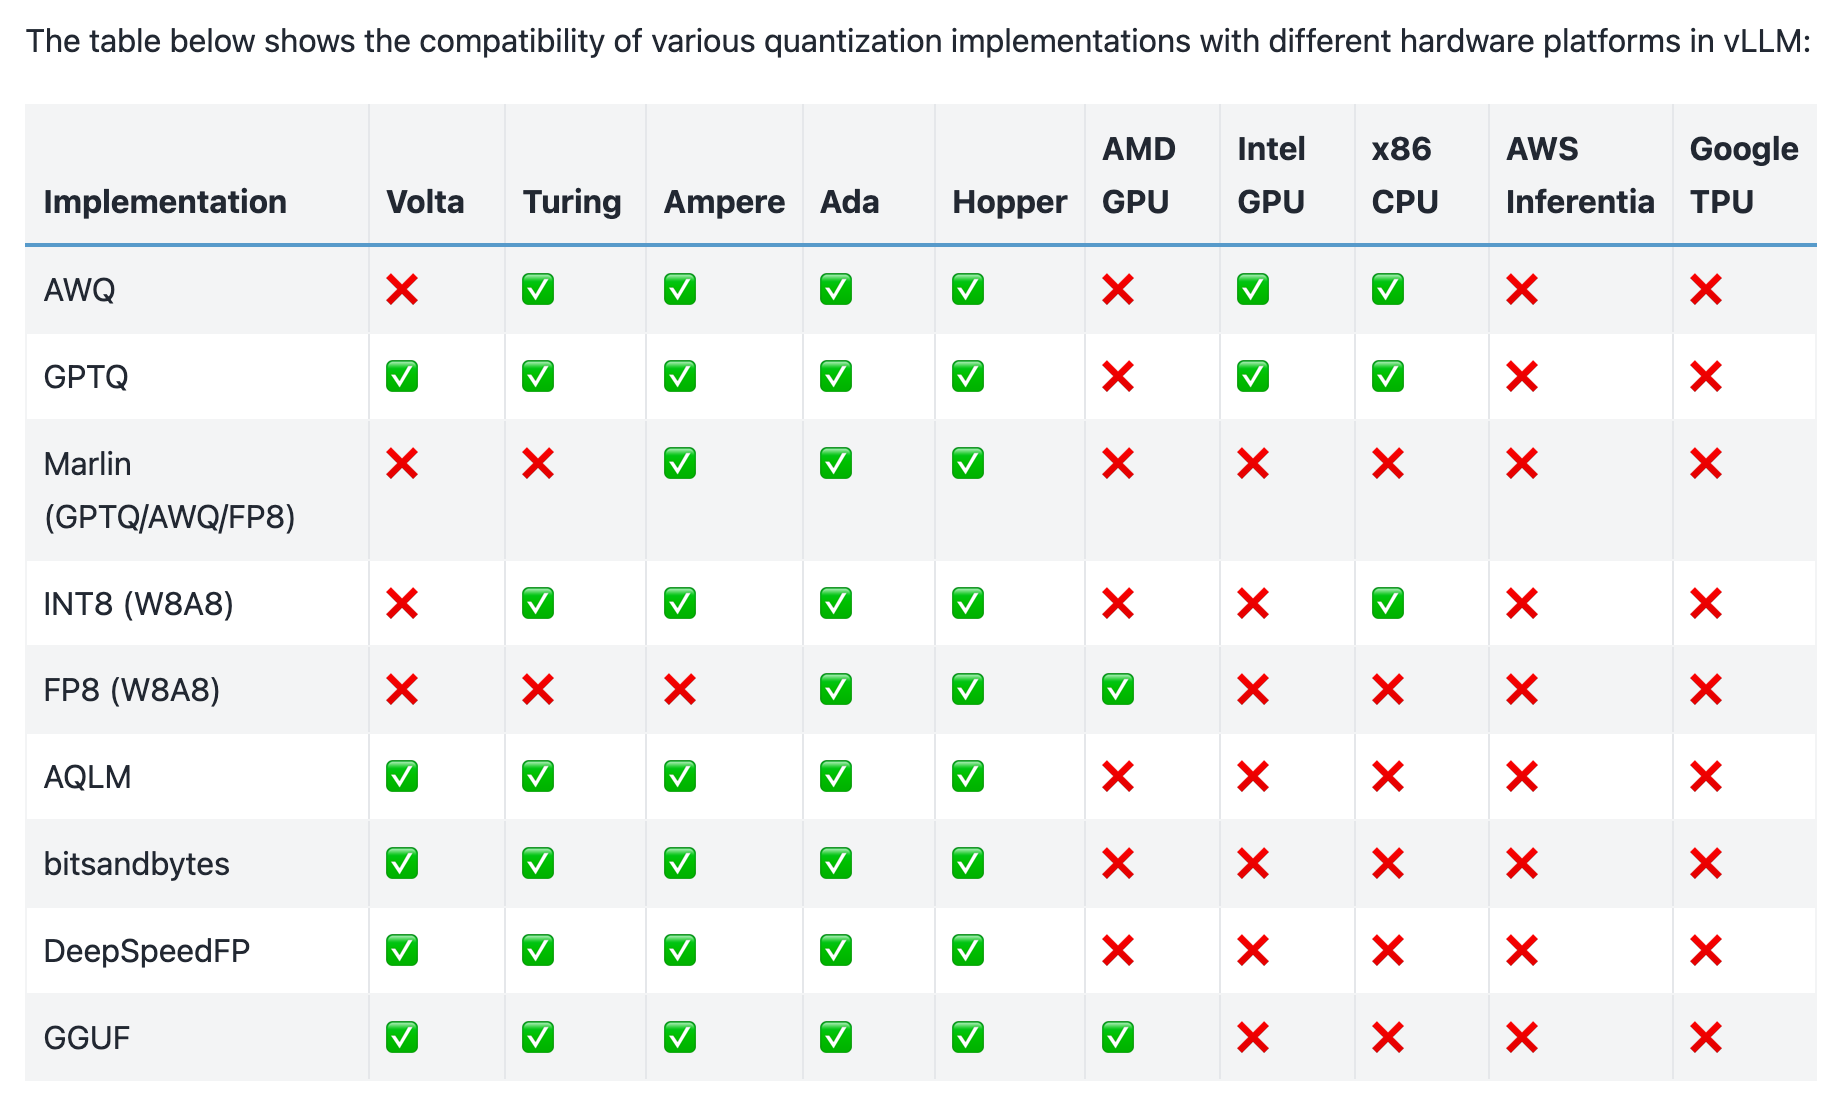 The table below shows the compatibility of various quantization implementations with different hardware platforms in vLLM:
Implementation Volta Turing Ampere Ada Hopper AMD GPU Intel GPU x86 CPU AWS Inferentia Google TPU
AWQ ❌ ✅ ✅ ✅ ✅ ❌ ✅ ✅ ❌ ❌
GPTQ ✅ ✅ ✅ ✅ ✅ ❌ ✅ ✅ ❌ ❌
Marlin (GPTQ/AWQ/FP8) ❌ ❌ ✅ ✅ ✅ ❌ ❌ ❌ ❌ ❌
INT8 (W8A8) ❌ ✅ ✅ ✅ ✅ ❌ ❌ ✅ ❌ ❌
FP8 (W8A8) ❌ ❌ ❌ ✅ ✅ ✅ ❌ ❌ ❌ ❌
AQLM ✅ ✅ ✅ ✅ ✅ ❌ ❌ ❌ ❌ ❌
bitsandbytes ✅ ✅ ✅ ✅ ✅ ❌ ❌ ❌ ❌ ❌
DeepSpeedFP ✅ ✅ ✅ ✅ ✅ ❌ ❌ ❌ ❌ ❌
GGUF ✅ ✅ ✅ ✅ ✅ ✅ ❌ ❌ ❌ ❌